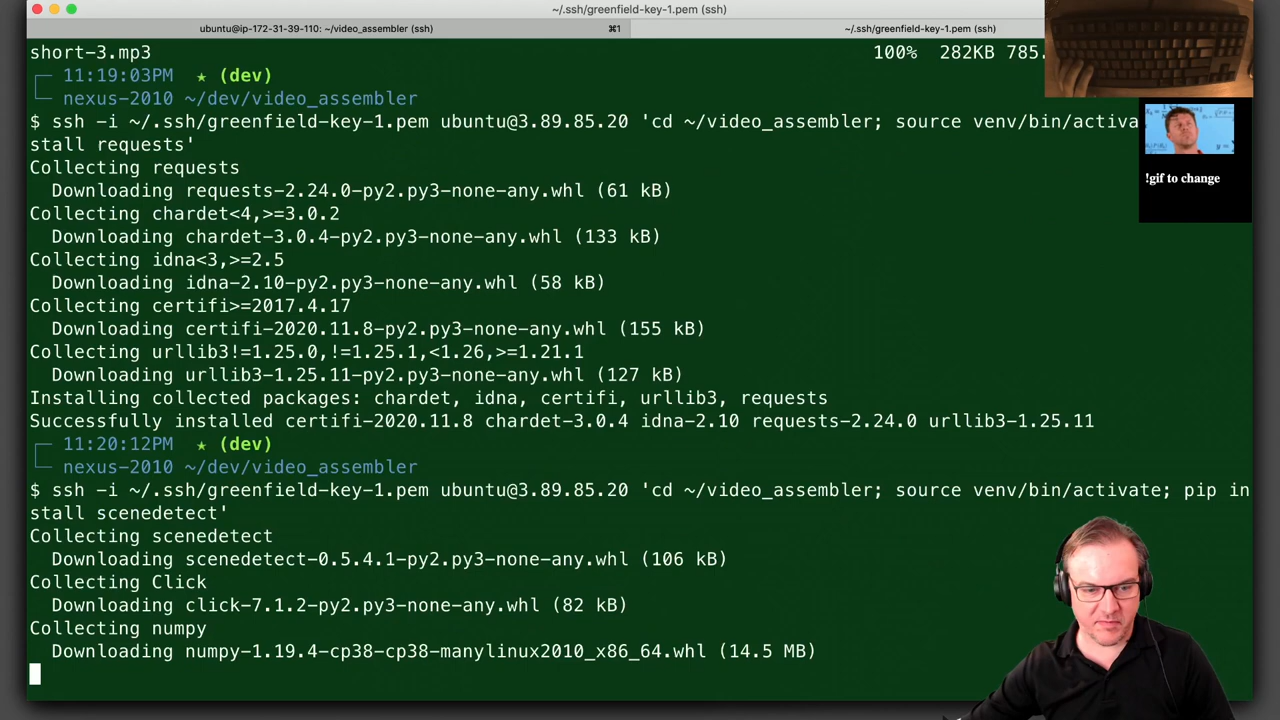 ~/.ssh/greenfield-key-1.pem (ssh)
ubuntu@ip-172-31-39-110: ~/video_assembler (ssh) ⌘1 ~/.ssh/greenfield-key-1.pem (ssh)
short-3.mp3 100% 282KB 785.
11:19:03PM ★ (dev)
nexus-2010 ~/dev/video_assembler
$ ssh -i ~/.ssh/greenfield-key-1.pem ubuntu@3.89.85.20 'cd ~/video_assembler; source venv/bin/activa
stall requests'
Collecting requests
Downloading requests-2.24.0-py2.py3-none-any.whl (61 kB)
Collecting chardet<4,>=3.0.2
Downloading chardet-3.0.4-py2.py3-none-any.whl (133 kB)
Collecting idna<3,>=2.5
Downloading idna-2.10-py2.py3-none-any.whl (58 kB)
Collecting certifi>=2017.4.17
Downloading certifi-2020.11.8-py2.py3-none-any.whl (155 kB)
Collecting urllib3!=1.25.0,!=1.25.1,<1.26,>=1.21.1
Downloading urllib3-1.25.11-py2.py3-none-any.whl (127 kB)
Installing collected packages: chardet, idna, certifi, urllib3, requests
Successfully installed certifi-2020.11.8 chardet-3.0.4 idna-2.10 requests-2.24.0 urllib3-1.25.11
11:20:12PM ★ (dev)
nexus-2010 ~/dev/video_assembler
$ ssh -i ~/.ssh/greenfield-key-1.pem ubuntu@3.89.85.20 'cd ~/video_assembler; source venv/bin/activate; pip in
stall scenedetect'
Collecting scenedetect
Downloading scenedetect-0.5.4.1-py2.py3-none-any.whl (106 kB)
Collecting Click
Downloading click-7.1.2-py2.py3-none-any.whl (82 kB)
Collecting numpy
Downloading numpy-1.19.4-cp38-cp38-manylinux2010_x86_64.whl (14.5 MB)
!gif to change